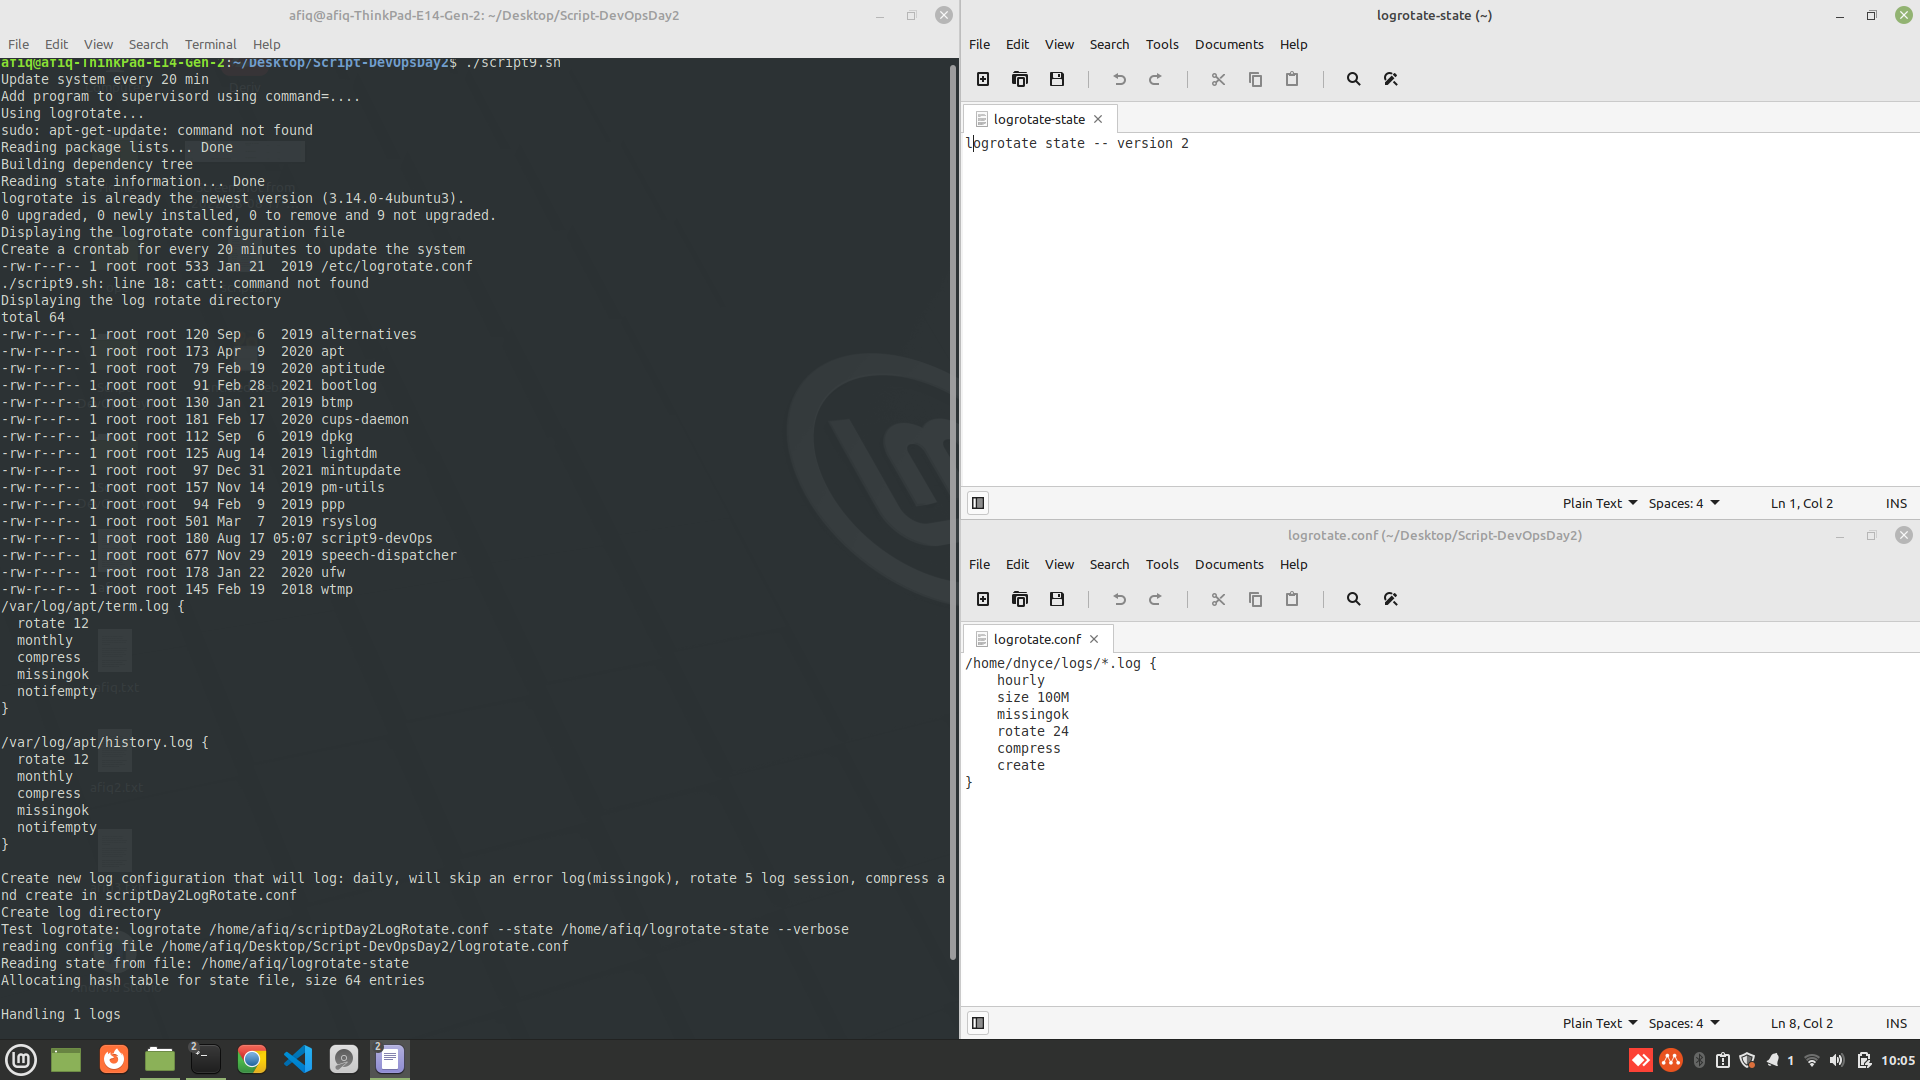 afiq@afiq-ThinkPad-E14-Gen-2: ~/Desktop/Script-DevOpsDay2
File Edit View Search Terminal Help
afiq@afiq-ThinkPad-E14-Gen-2:~/Desktop/Script-DevOpsDay2$ ./script9.sh
Update system every 20 min
Add program to supervisord using command=....
Using logrotate...
sudo: apt-get-update: command not found
Reading package lists... Done
Building dependency tree
Reading state information... Done
logrotate is already the newest version (3.14.0-4ubuntu3).
0 upgraded, 0 newly installed, 0 to remove and 9 not upgraded.
Displaying the logrotate configuration file
Create a crontab for every 20 minutes to update the system
-rw-r--r-- 1 root root 533 Jan 21  2019 /etc/logrotate.conf
./script9.sh: line 18: catt: command not found
Displaying the log rotate directory
total 64
-rw-r--r-- 1 root root 120 Sep  6  2019 alternatives
-rw-r--r-- 1 root root 173 Apr  9  2020 apt
-rw-r--r-- 1 root root  79 Feb 19  2020 aptitude
-rw-r--r-- 1 root root  91 Feb 28  2021 bootlog
-rw-r--r-- 1 root root 130 Jan 21  2019 btmp
-rw-r--r-- 1 root root 181 Feb 17  2020 cups-daemon
-rw-r--r-- 1 root root 112 Sep  6  2019 dpkg
-rw-r--r-- 1 root root 125 Aug 14  2019 lightdm
-rw-r--r-- 1 root root  97 Dec 31  2021 mintupdate
-rw-r--r-- 1 root root 157 Nov 14  2019 pm-utils
-rw-r--r-- 1 root root  94 Feb  9  2019 ppp
-rw-r--r-- 1 root root 501 Mar  7  2019 rsyslog
-rw-r--r-- 1 root root 180 Aug 17 05:07 script9-devOps
-rw-r--r-- 1 root root 677 Nov 29  2019 speech-dispatcher
-rw-r--r-- 1 root root 178 Jan 22  2020 ufw
-rw-r--r-- 1 root root 145 Feb 19  2018 wtmp
/var/log/apt/term.log {
  rotate 12
  monthly
  compress
  missingok
  notifempty
}
/var/log/apt/history.log {
  rotate 12
  monthly
  compress
  missingok
  notifempty
}
Create new log configuration that will log: daily, will skip an error log(missingok), rotate 5 log session, compress a
nd create in scriptDay2LogRotate.conf
Create log directory
Test logrotate: logrotate /home/afiq/scriptDay2LogRotate.conf --state /home/afiq/logrotate-state --verbose
reading config file /home/afiq/Desktop/Script-DevOpsDay2/logrotate.conf
Reading state from file: /home/afiq/logrotate-state
Allocating hash table for state file, size 64 entries
Handling 1 logs
afiq.txt
afiq2.txt
logrotate-state (~)
File Edit View Search Tools Documents Help
logrotate-state
logrotate state -- version 2
Plain Text Spaces: 4 Ln 1, Col 2 INS
logrotate.conf (~/Desktop/Script-DevOpsDay2)
File Edit View Search Tools Documents Help
logrotate.conf
/home/dnyce/logs/*.log {
    hourly
    size 100M
    missingok
    rotate 24
    compress
    create
}
Plain Text Spaces: 4 Ln 8, Col 2 INS
2 2 1 10:05